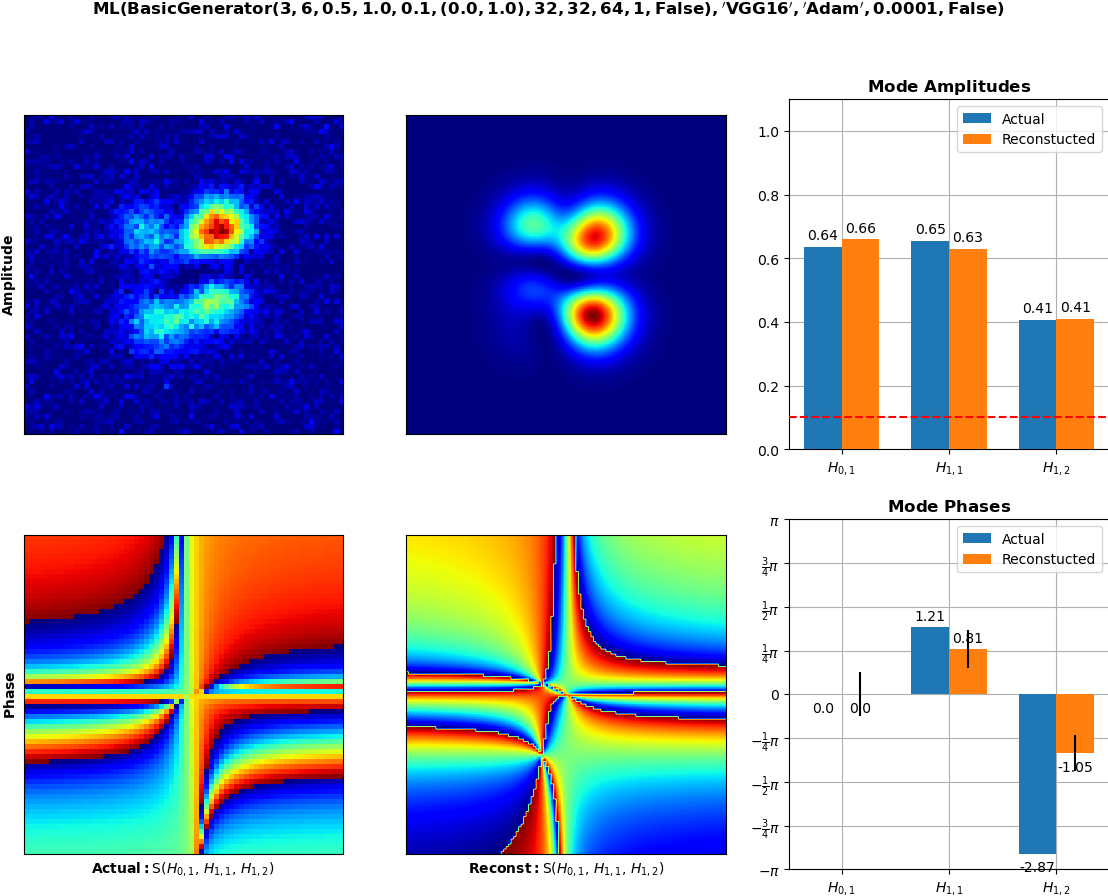 ML(BasicGenerator(3, 6, 0.5, 1.0, 0.1, (0.0, 1.0), 32, 32, 64, 1, False), 'VGG16', 'Adam', 0.0001, False)
Amplitude
Mode Amplitudes
Actual
Reconstucted
1.0
0.8
0.6
0.4
0.2
0.0
0.64
0.66
0.65
0.63
0.41
0.41
H0,1
H1,1
H1,2
Phase
Actual: S(H0,1, H1,1, H1,2)
Reconst: S(H0,1, H1,1, H1,2)
Mode Phases
Actual
Reconstucted
π
3/4π
1/2π
1/4π
0
−1/4π
−1/2π
−3/4π
−π
0.0
0.0
1.21
0.81
-2.87
-1.05
H0,1
H1,1
H1,2